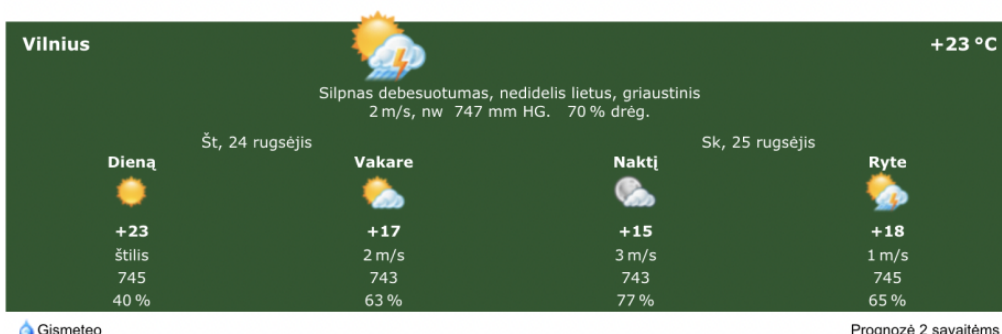 Vilnius +23 °C
Silpnas debesuotumas, nedidelis lietus, griaustinis
2 m/s, nw 747 mm HG. 70 % drėg.
Št, 24 rugsėjis Sk, 25 rugsėjis
Dieną Vakare Naktį Ryte
+23 +17 +15 +18
štilis 2 m/s 3 m/s 1 m/s
745 743 743 745
40 % 63 % 77 % 65 %
Gismeteo Prognozė 2 savaitėms